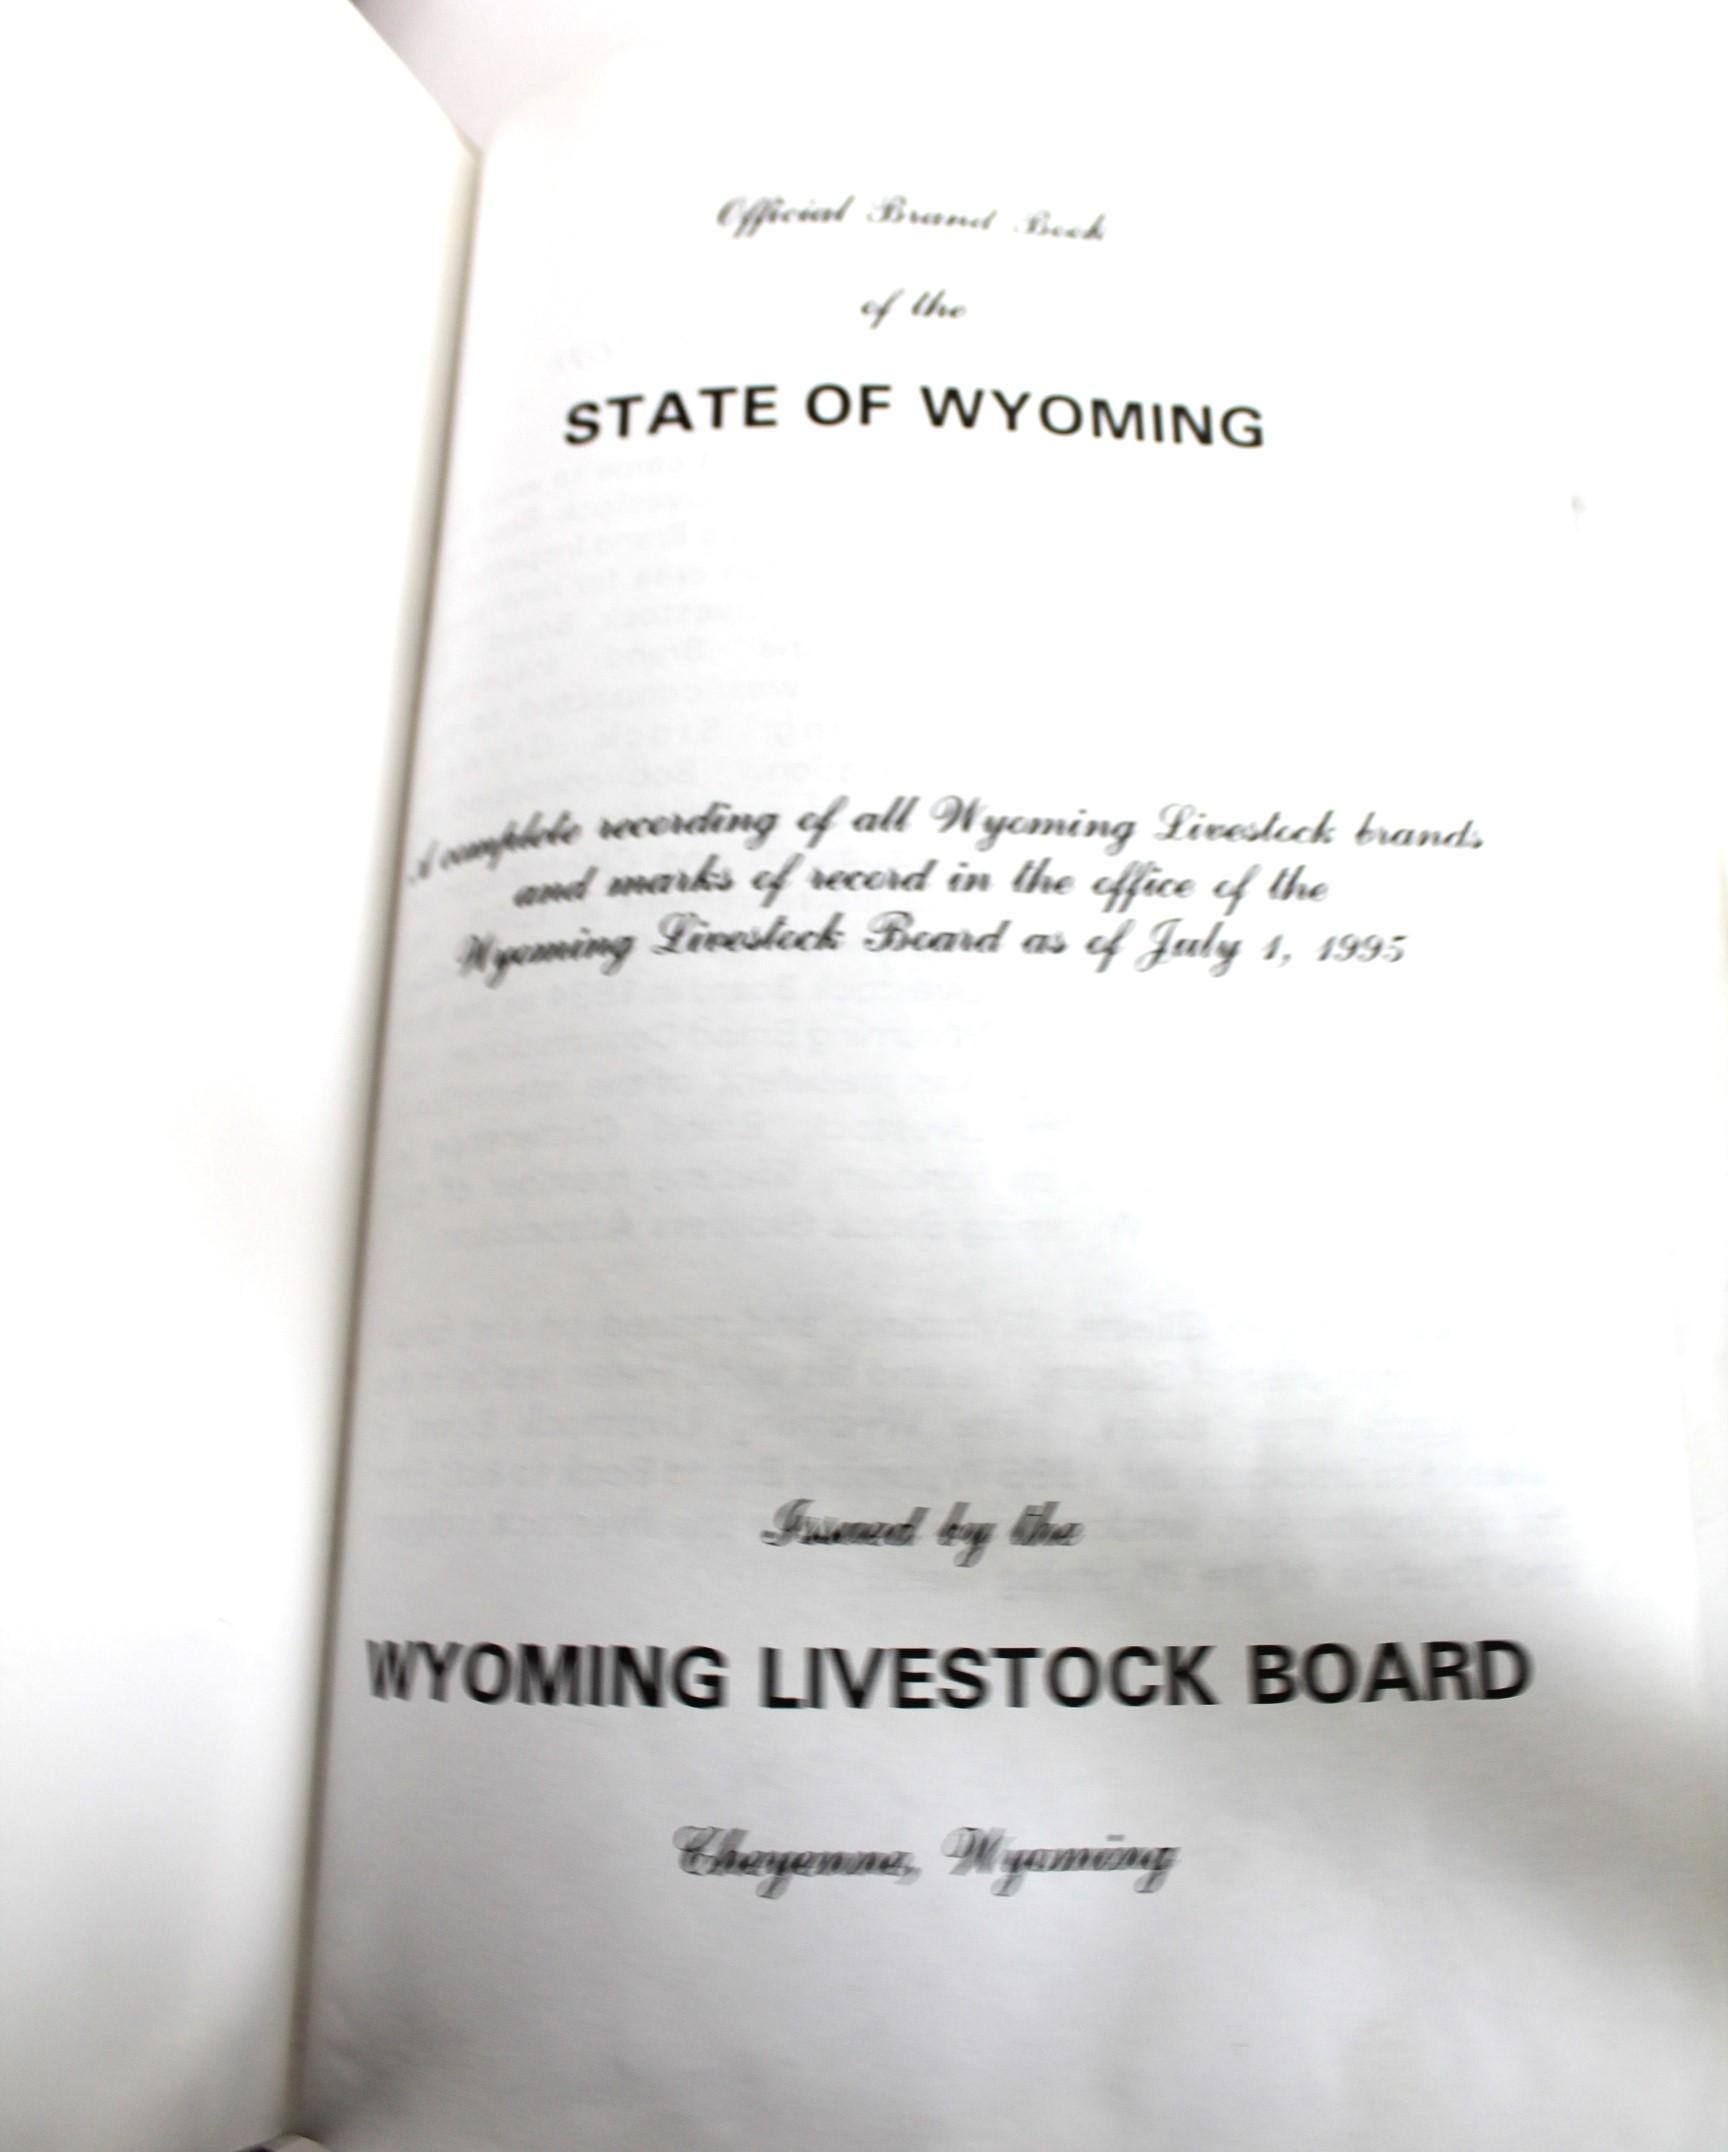 Official Brand Book
of the
STATE OF WYOMING
A complete recording of all Wyoming Livestock brands
and marks of record in the office of the
Wyoming Livestock Board as of July 1, 1995
Issued by the
WYOMING LIVESTOCK BOARD
Cheyenne, Wyoming